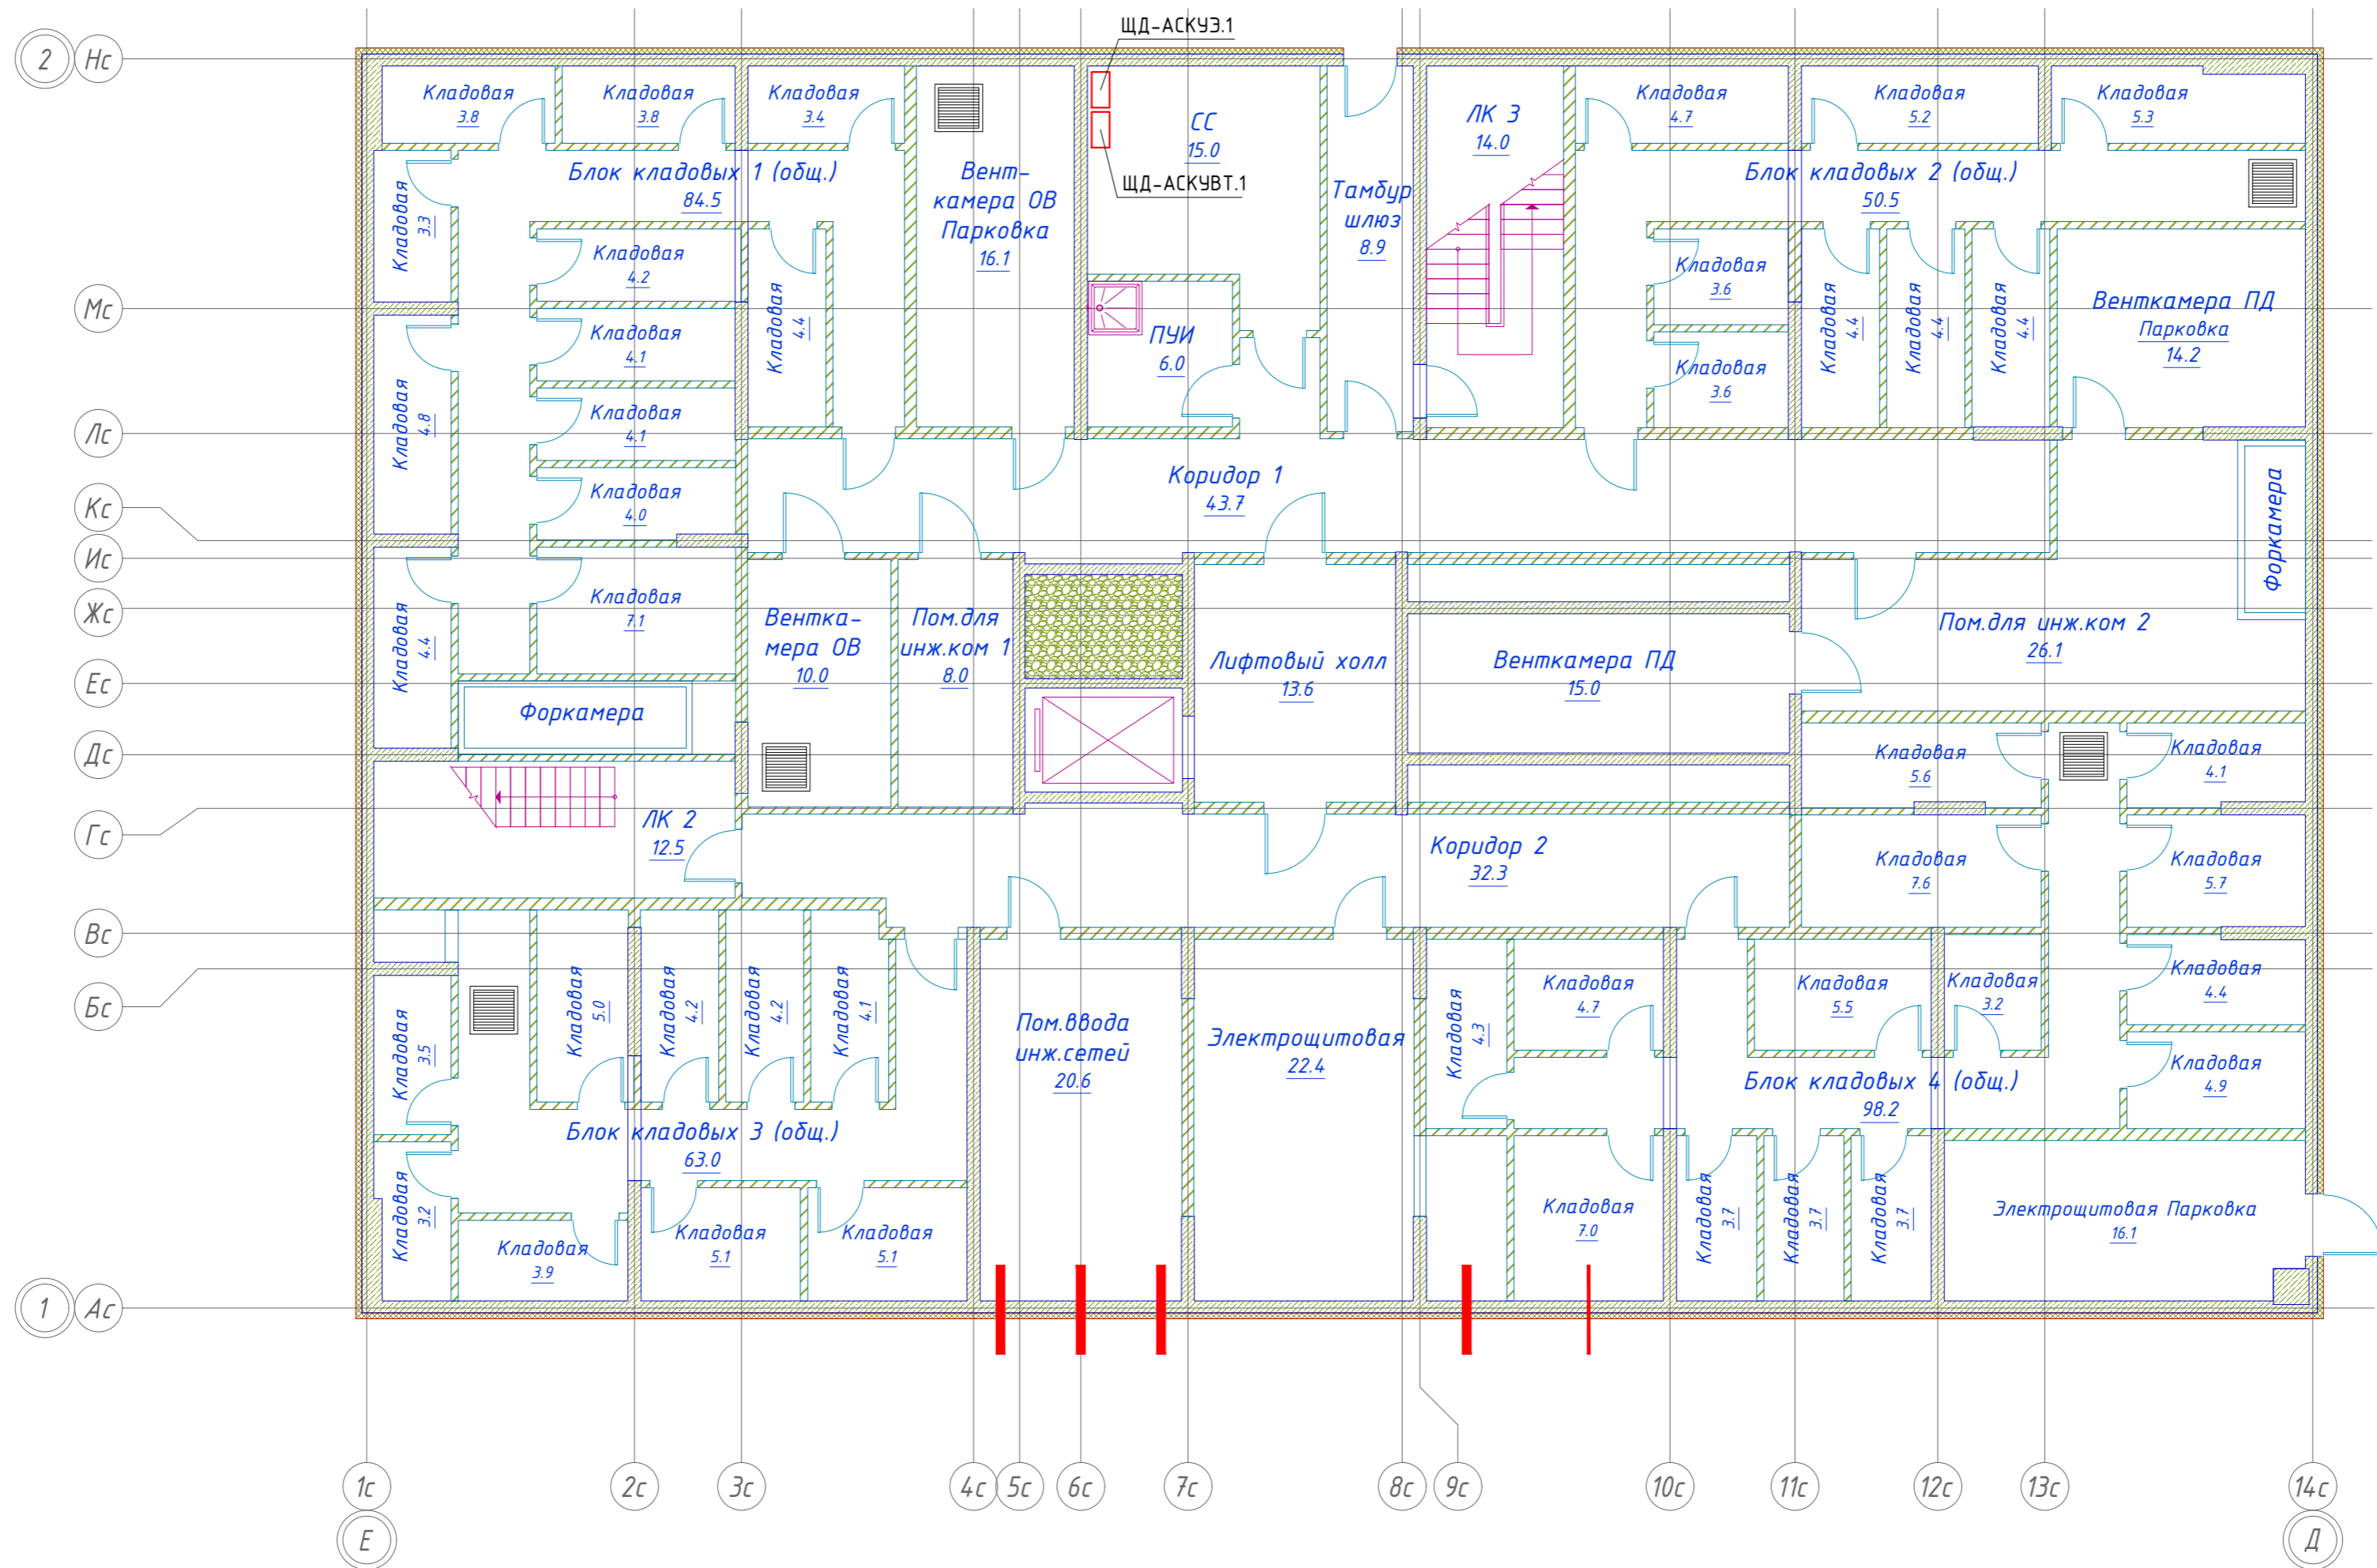 ЩД-АСКУЭ.1
2
Нс
Кладовая
3.8
Кладовая
3.8
Кладовая
3.4
СС
15.0
ЛК 3
14.0
Кладовая
4.7
Кладовая
5.2
Кладовая
5.3
Блок кладовых 1 (общ.)
84.5
Вент-
камера ОВ
Парковка
16.1
ЩД-АСКУВТ.1
Тамбур
шлюз
8.9
Блок кладовых 2 (общ.)
50.5
Кладовая
3.3
Кладовая
4.2
Кладовая
4.4
Кладовая
3.6
Кладовая
4.4
Кладовая
4.4
Кладовая
4.4
Венткамера ПД
Парковка
14.2
Мс
Кладовая
4.1
ПУИ
6.0
Кладовая
3.6
Кладовая
4.8
Кладовая
4.1
Лс
Кладовая
4.0
Коридор 1
43.7
Форкамера
Кс
Ис
Жс
Кладовая
4.4
Кладовая
7.1
Вентка-
мера ОВ
10.0
Пом.для
инж.ком 1
8.0
Лифтовый холл
13.6
Венткамера ПД
15.0
Пом.для инж.ком 2
26.1
Ес
Форкамера
Дс
Кладовая
5.6
Кладовая
4.1
Гс
ЛК 2
12.5
Коридор 2
32.3
Кладовая
7.6
Кладовая
5.7
Вс
Бс
Кладовая
3.5
Кладовая
5.0
Кладовая
4.2
Кладовая
4.2
Кладовая
4.1
Пом.ввода
инж.сетей
20.6
Электрощитовая
22.4
Кладовая
4.3
Кладовая
4.7
Кладовая
5.5
Кладовая
3.2
Кладовая
4.4
Кладовая
4.9
Блок кладовых 3 (общ.)
63.0
Блок кладовых 4 (общ.)
98.2
Кладовая
3.2
Кладовая
3.9
Кладовая
5.1
Кладовая
5.1
Кладовая
7.0
Кладовая
3.7
Кладовая
3.7
Кладовая
3.7
Электрощитовая Парковка
16.1
1
Ас
1с
2с
3с
4с
5с
6с
7с
8с
9с
10с
11с
12с
13с
14с
Е
Д